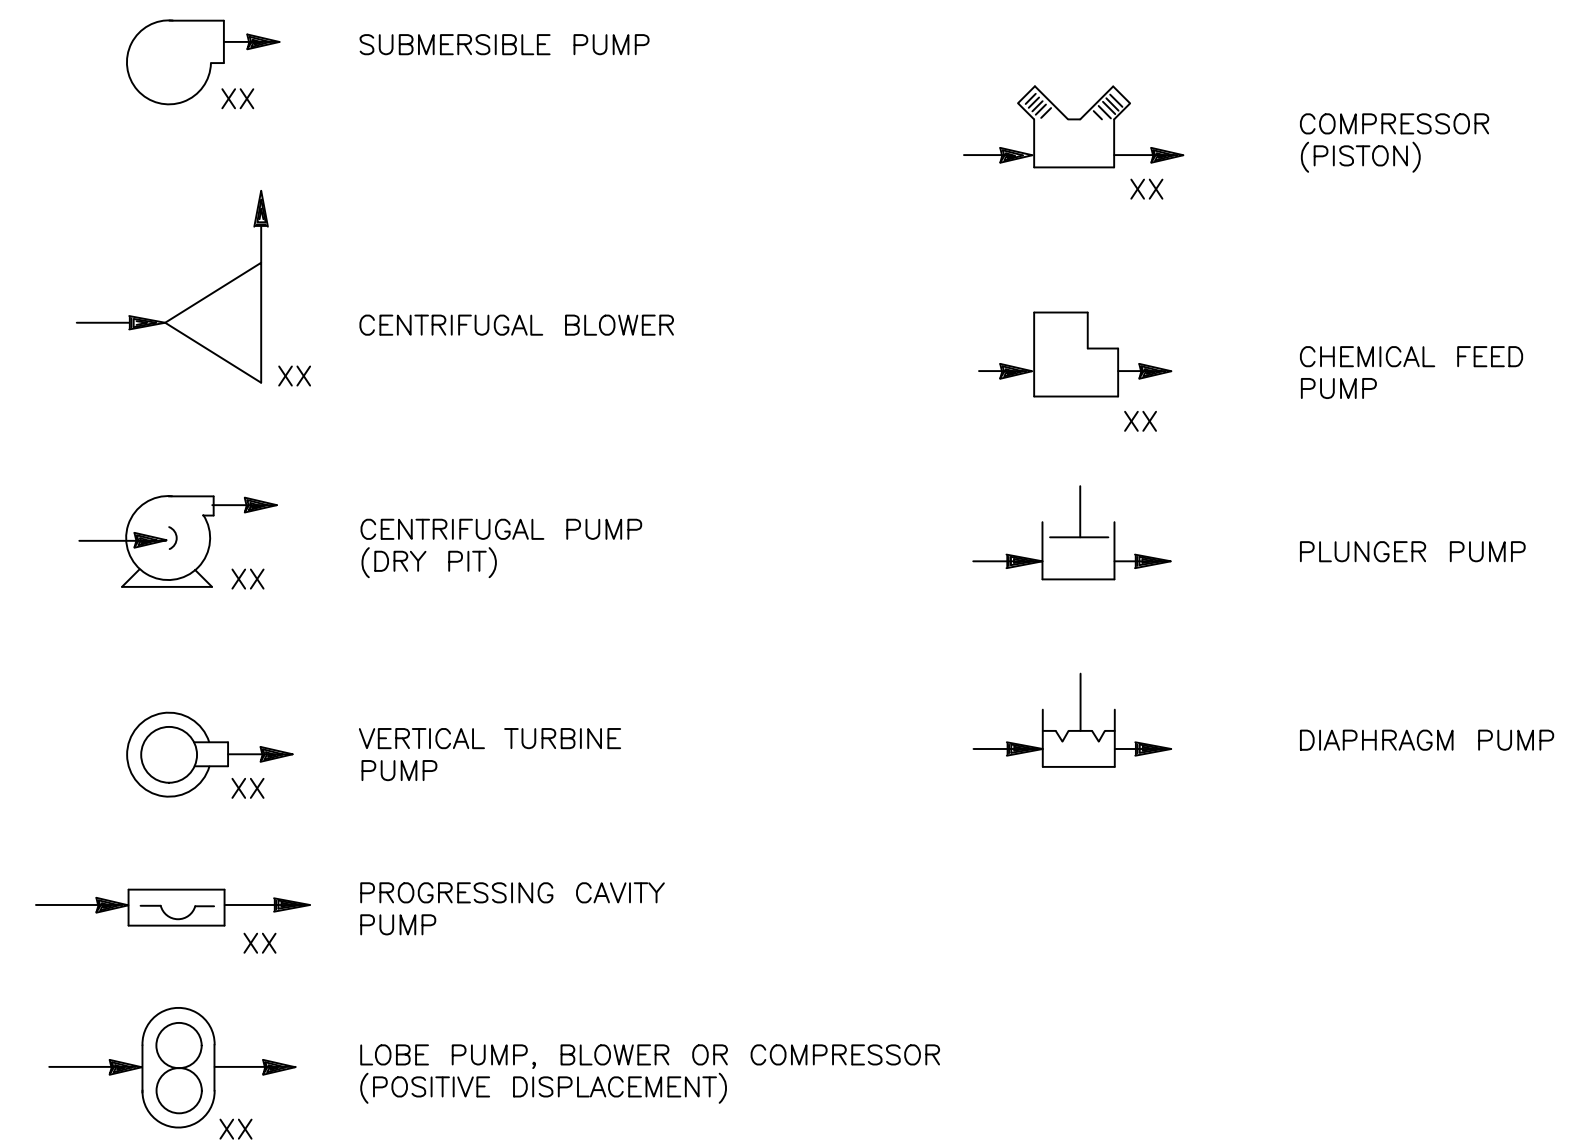 SUBMERSIBLE PUMP
XX
CENTRIFUGAL BLOWER
XX
CENTRIFUGAL PUMP
(DRY PIT)
XX
VERTICAL TURBINE
PUMP
XX
PROGRESSING CAVITY
PUMP
XX
LOBE PUMP, BLOWER OR COMPRESSOR
(POSITIVE DISPLACEMENT)
XX
COMPRESSOR
(PISTON)
XX
CHEMICAL FEED
PUMP
XX
PLUNGER PUMP
DIAPHRAGM PUMP